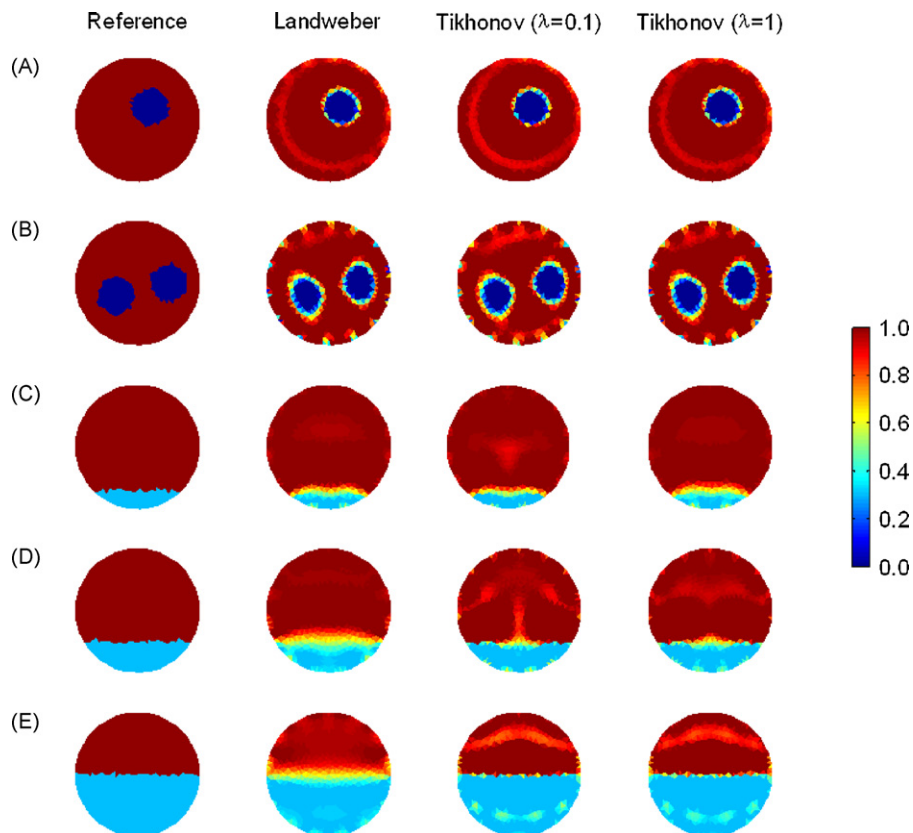 Reference Landweber Tikhonov (λ=0.1) Tikhonov (λ=1)
(A)
(B)
(C)
(D)
(E)
1.0
0.8
0.6
0.4
0.2
0.0